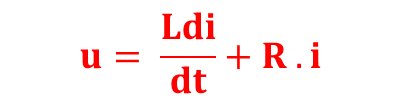 u = Ldi/dt + R . i